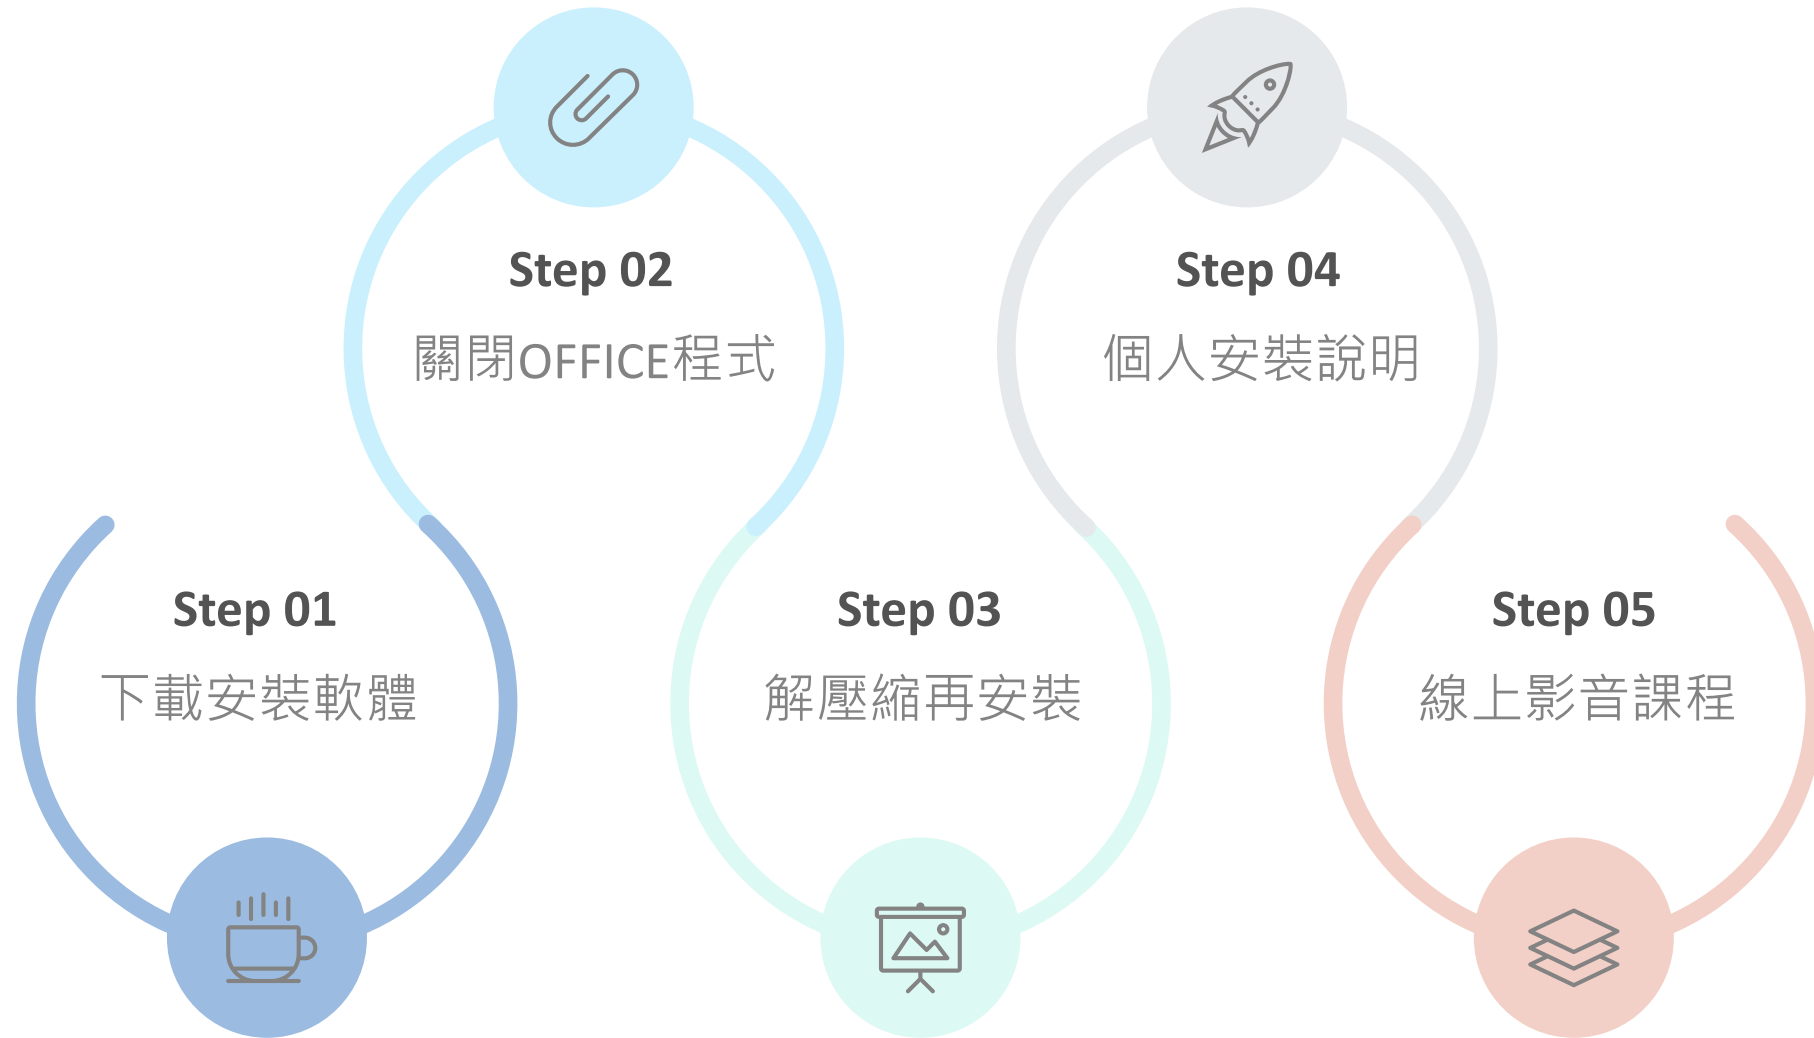 Step 01
下載安裝軟體
Step 02
關閉OFFICE程式
Step 03
解壓縮再安裝
Step 04
個人安裝說明
Step 05
線上影音課程